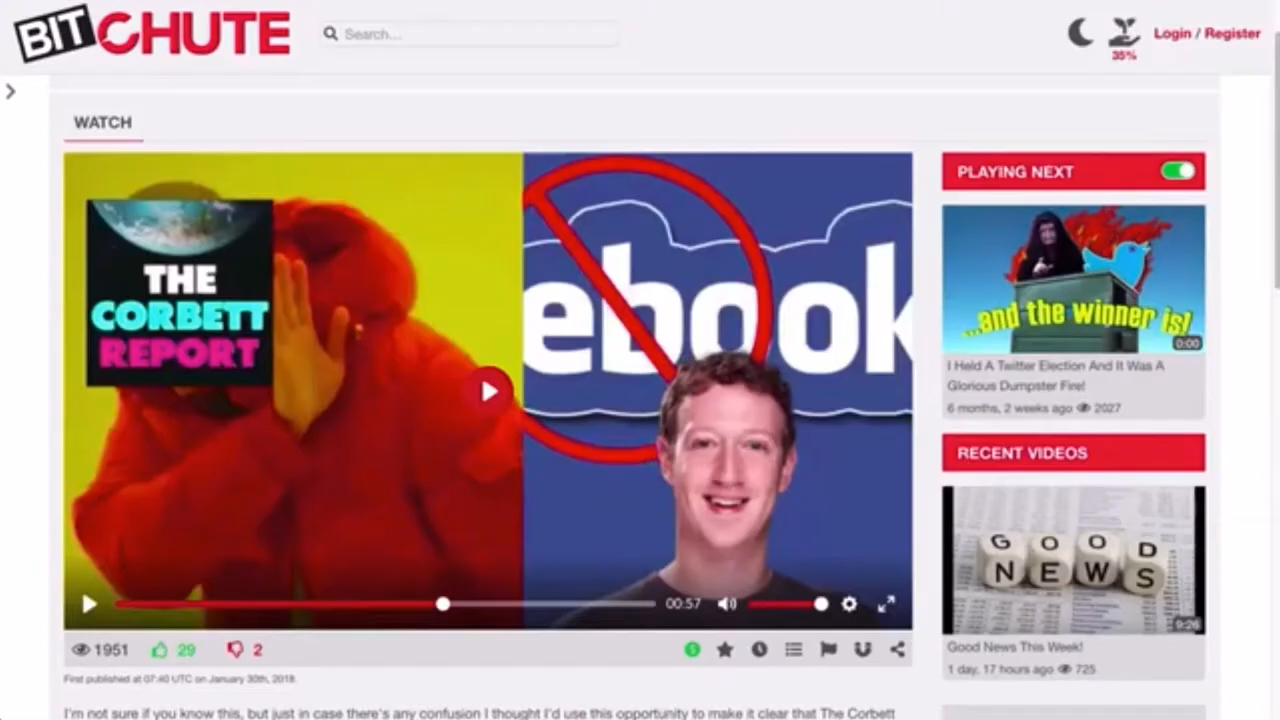 BITCHUTE
Search...
35%
Login / Register
WATCH
THE
CORBETT
REPORT
ebook
00:57
1951
29
2
First published at 07:40 UTC on January 30th, 2018.
I'm not sure if you know this, but just in case there's any confusion I thought I'd use this opportunity to make it clear that The Corbett
PLAYING NEXT
...and the winner is!
0:00
I Held A Twitter Election And It Was A
Glorious Dumpster Fire!
6 months, 2 weeks ago 2027
RECENT VIDEOS
GOOD
NEWS
9:26
Good News This Week!
1 day, 17 hours ago 725